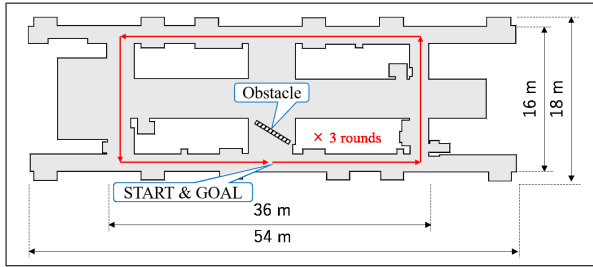 Obstacle
× 3 rounds
START & GOAL
16 m
18 m
36 m
54 m